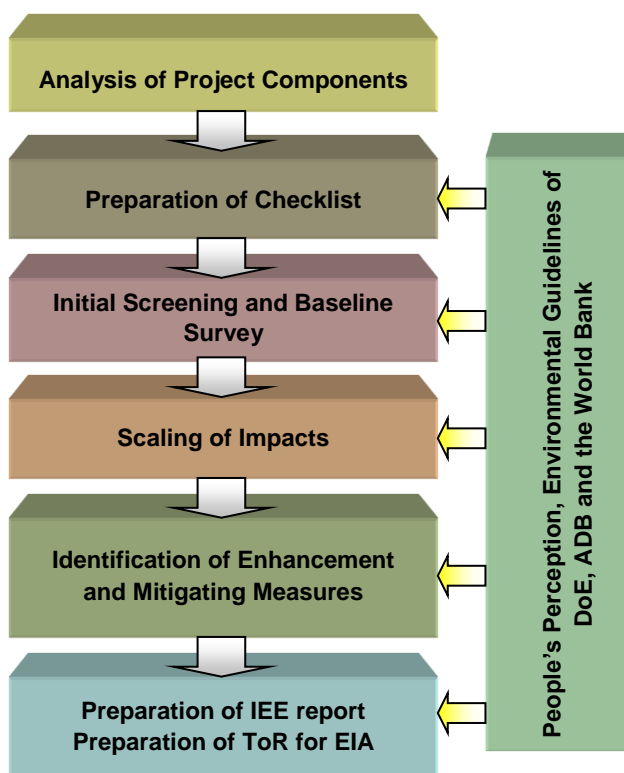 Analysis of Project Components
Preparation of Checklist
Initial Screening and Baseline
Survey
Scaling of Impacts
Identification of Enhancement
and Mitigating Measures
Preparation of IEE report
Preparation of ToR for EIA
People’s Perception, Environmental Guidelines of
DoE, ADB and the World Bank